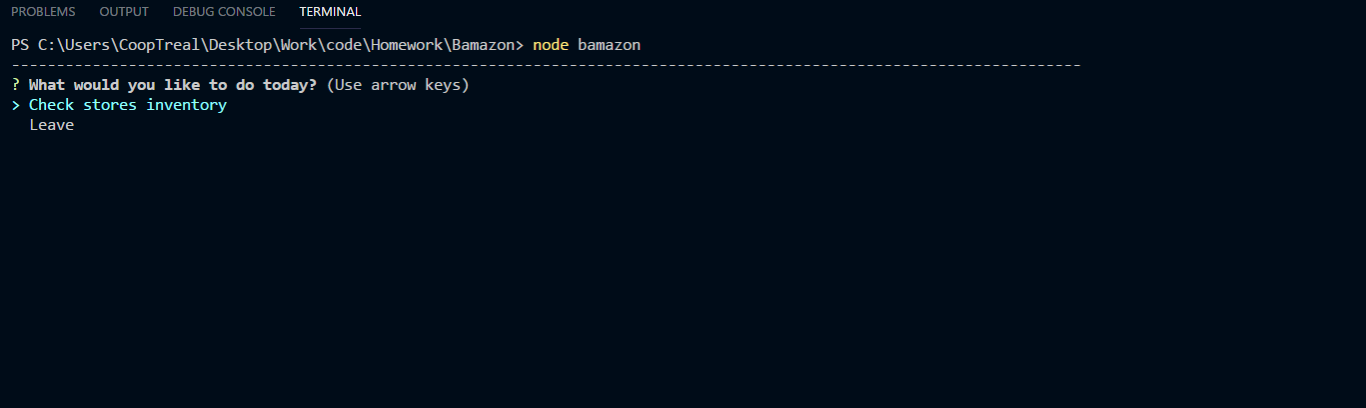 PROBLEMS OUTPUT DEBUG CONSOLE TERMINAL
PS C:\Users\CoopTreal\Desktop\Work\code\Homework\Bamazon> node bamazon
-----------------------------------------------------------------------------------------------------------------------
? What would you like to do today? (Use arrow keys)
> Check stores inventory
Leave